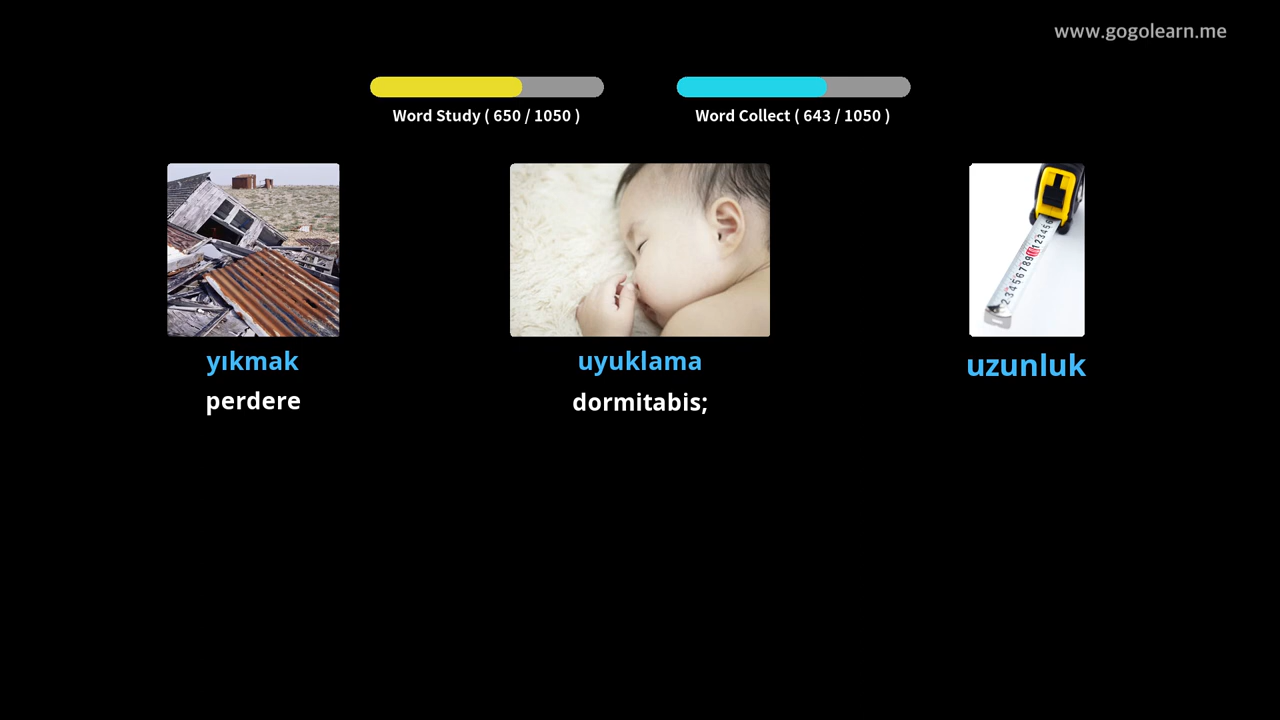 www.gogolearn.me
Word Study ( 650 / 1050 )
Word Collect ( 643 / 1050 )
yıkmak
perdere
uyuklama
dormitabis;
uzunluk